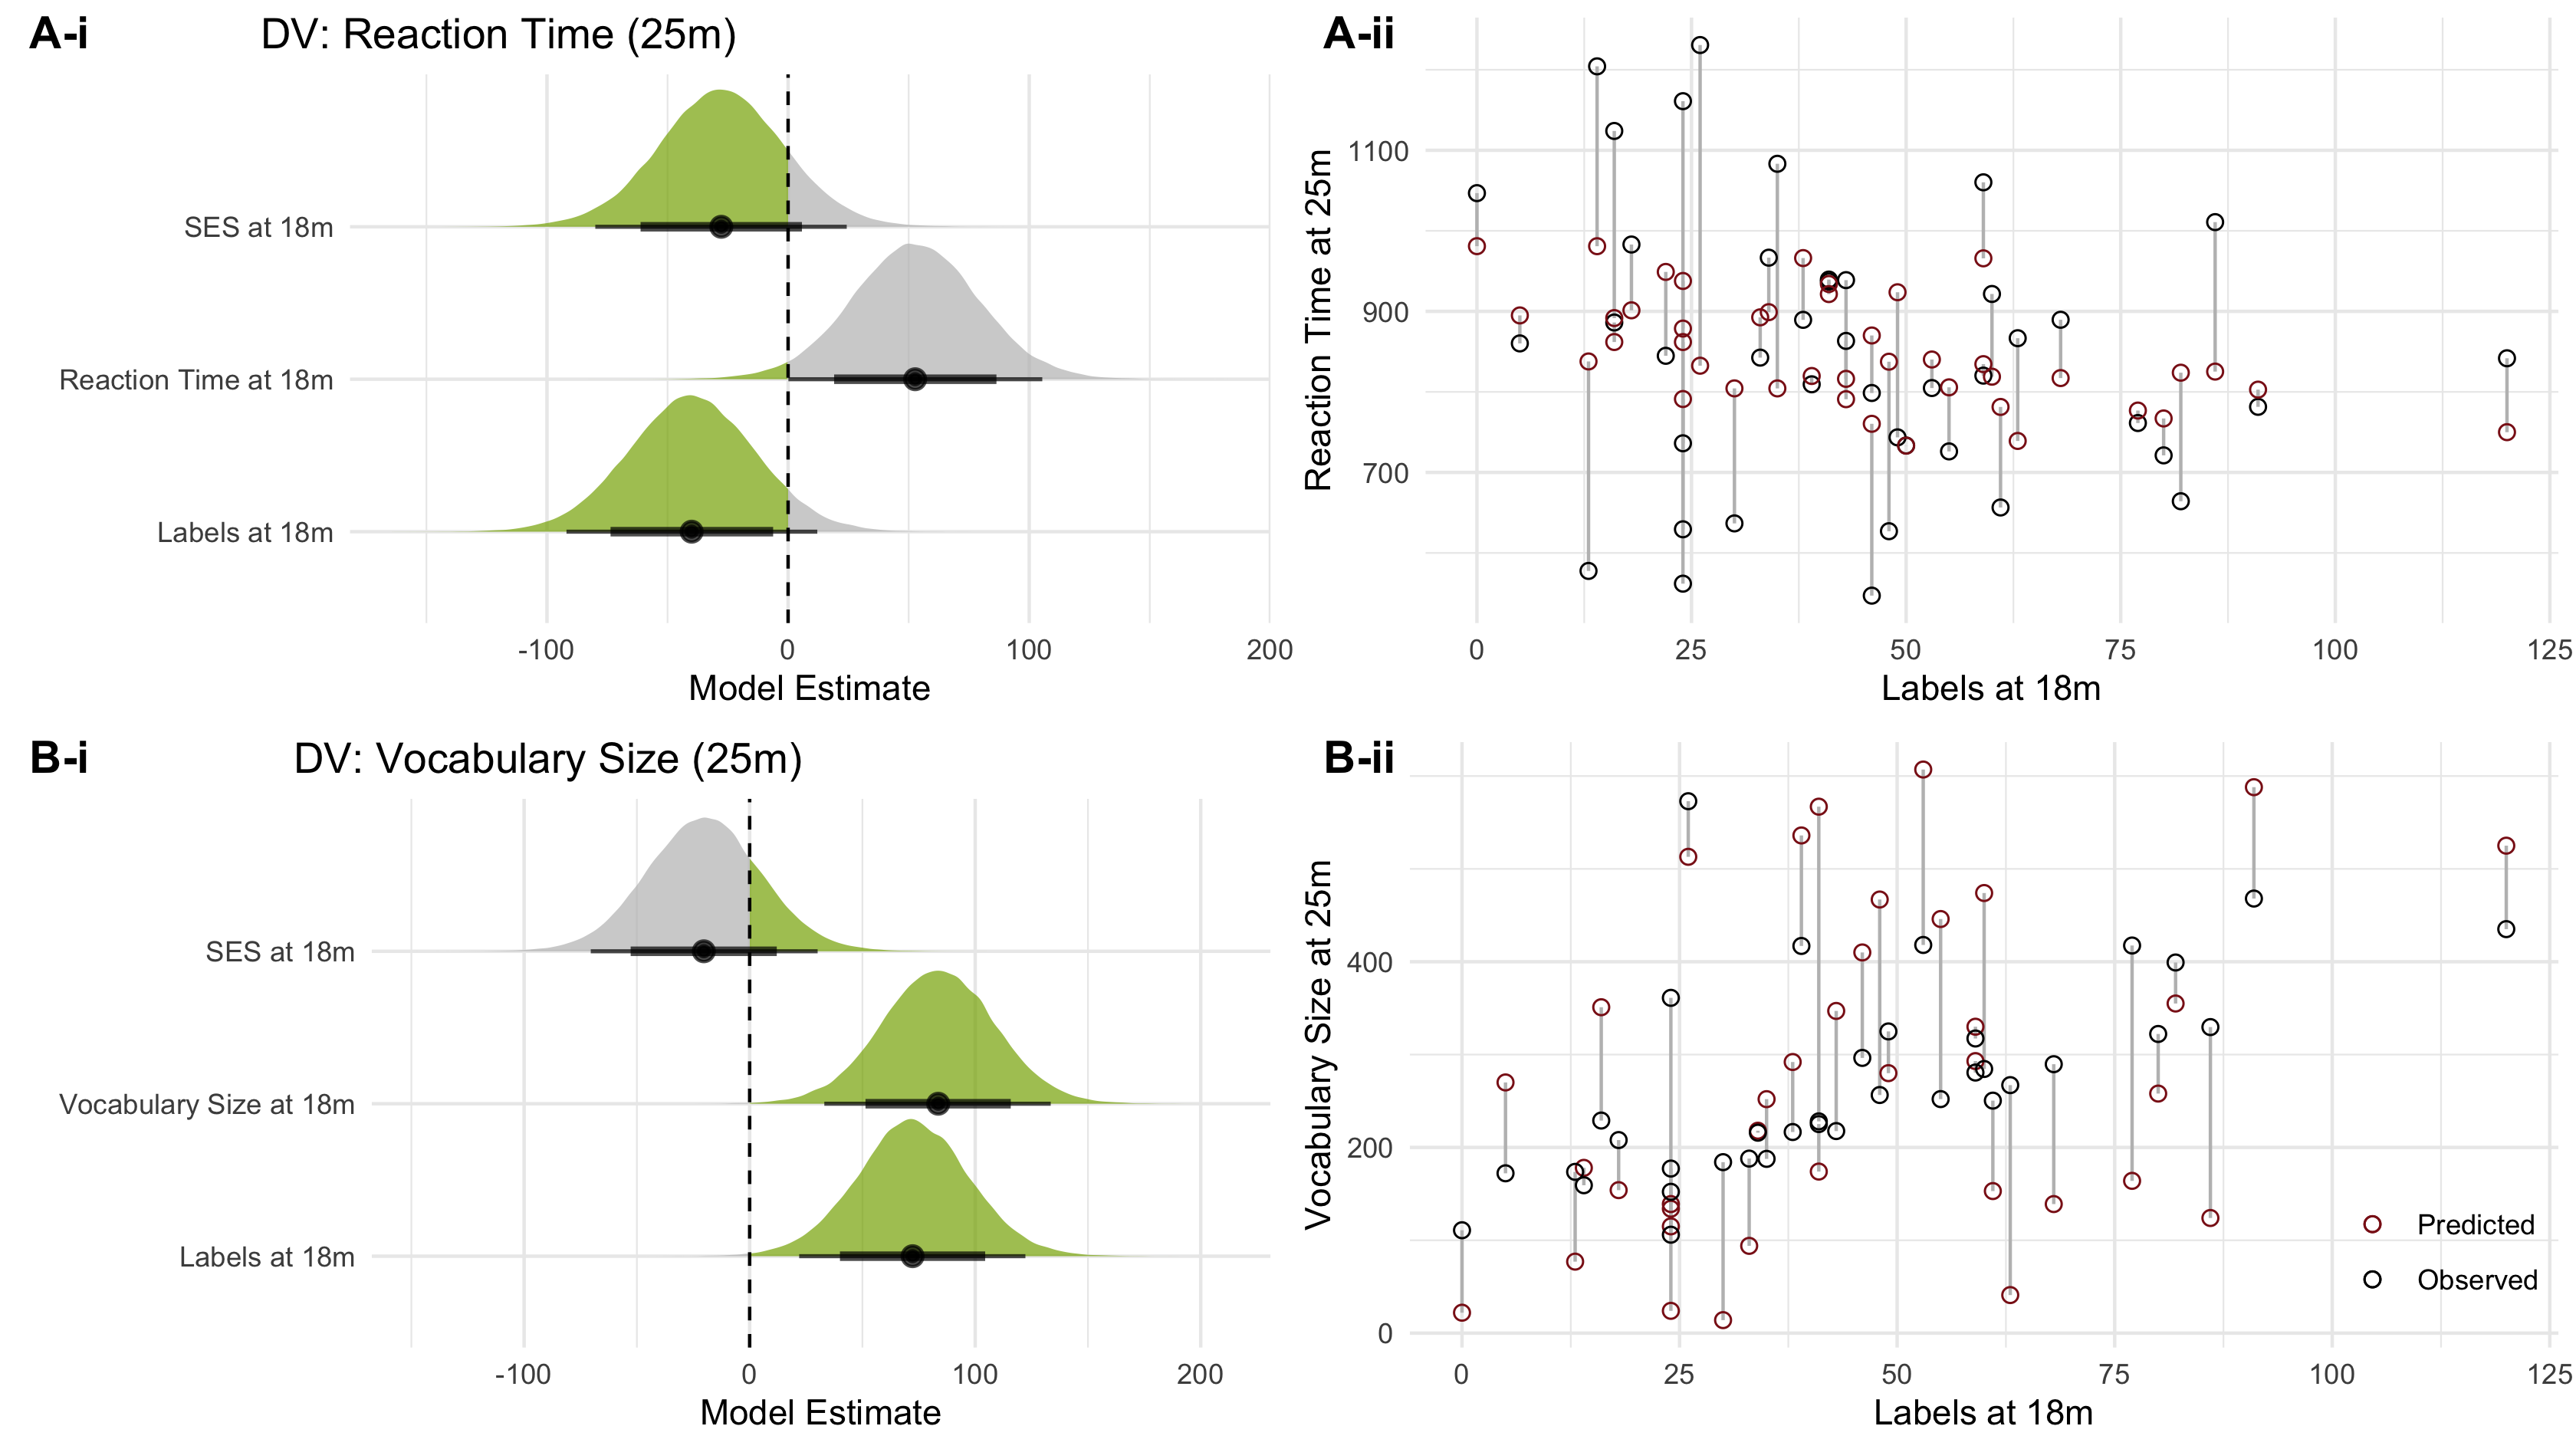 A-i
DV: Reaction Time (25m)
SES at 18m
Reaction Time at 18m
Labels at 18m
-100 0 100 200
Model Estimate
A-ii
Reaction Time at 25m
1100
900
700
0 25 50 75 100 125
Labels at 18m
B-i
DV: Vocabulary Size (25m)
SES at 18m
Vocabulary Size at 18m
Labels at 18m
-100 0 100 200
Model Estimate
B-ii
Vocabulary Size at 25m
400
200
0
Predicted
Observed
0 25 50 75 100 125
Labels at 18m